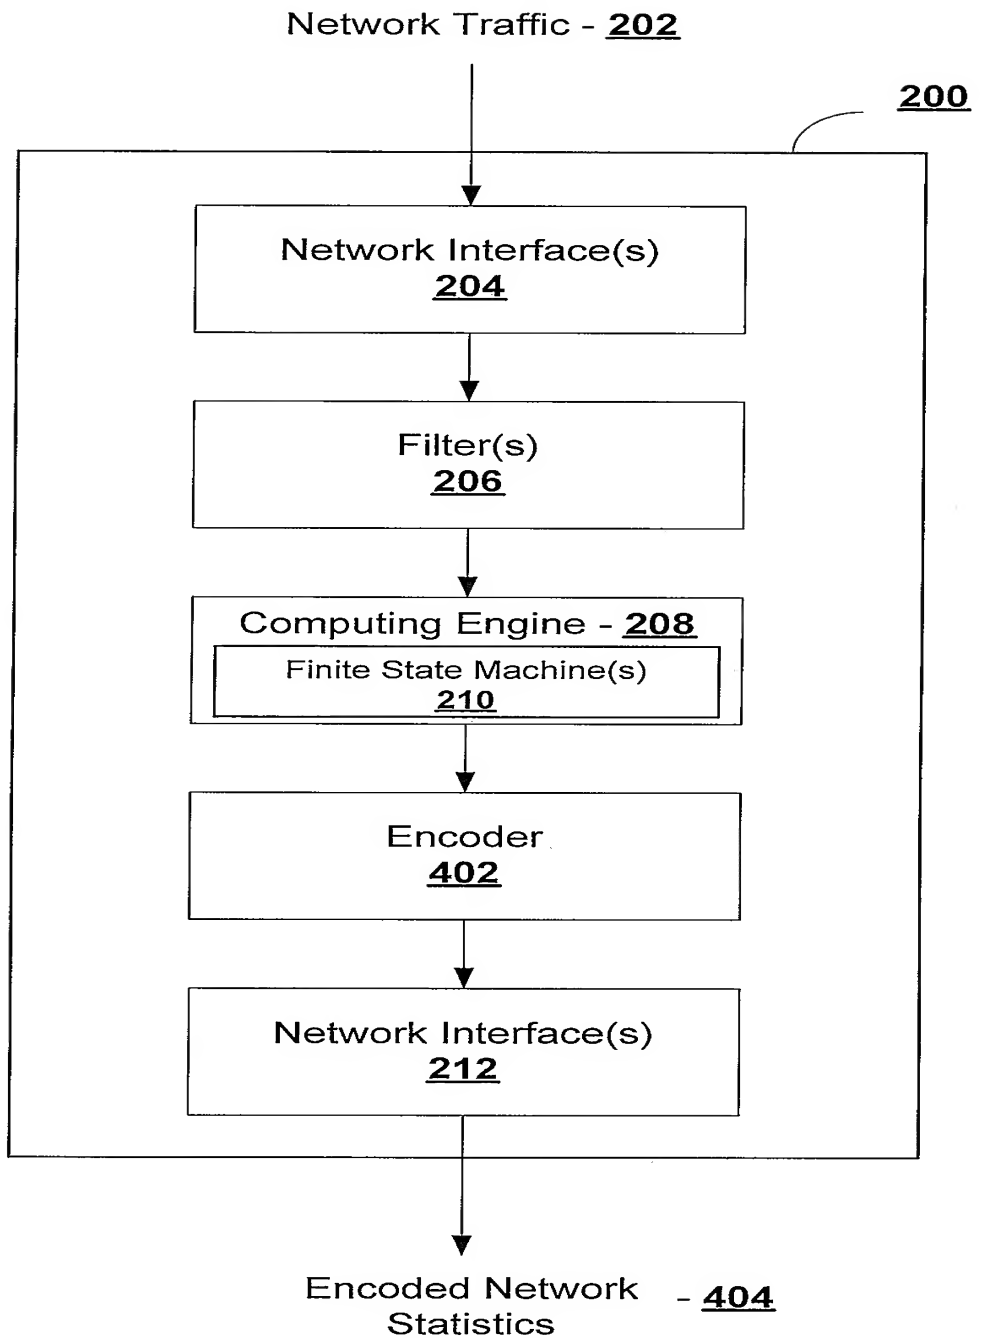 Network Traffic - 202
200
Network Interface(s)
204
Filter(s)
206
Computing Engine - 208
Finite State Machine(s)
210
Encoder
402
Network Interface(s)
212
Encoded Network
Statistics
- 404